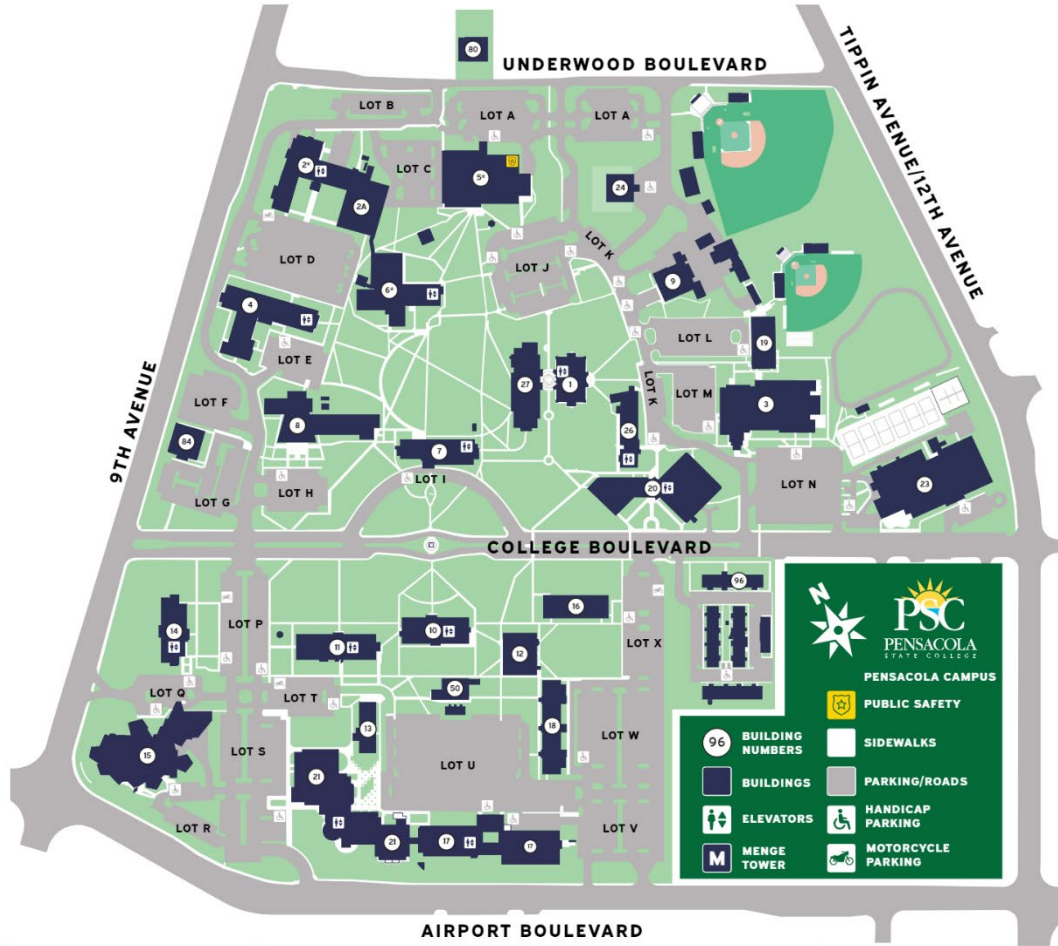 80
UNDERWOOD BOULEVARD
TIPPIN AVENUE/12TH AVENUE
LOT B
LOT A
LOT A
2*
LOT C
5*
2A
24
LOT K
LOT D
LOT J
6*
9
4
LOT L
19
LOT E
27
1
LOT K
LOT M
3
LOT F
8
26
9TH AVENUE
84
7
LOT I
20
LOT N
23
LOT G
LOT H
COLLEGE BOULEVARD
96
16
14
LOT P
11
10
12
LOT X
LOT Q
LOT T
50
13
18
LOT W
15
LOT S
21
LOT U
LOT R
21
17
17
LOT V
N
PSC
PENSACOLA
STATE COLLEGE
PENSACOLA CAMPUS
PUBLIC SAFETY
96
BUILDING
NUMBERS
SIDEWALKS
BUILDINGS
PARKING/ROADS
ELEVATORS
HANDICAP
PARKING
M
MENGE
TOWER
MOTORCYCLE
PARKING
AIRPORT BOULEVARD